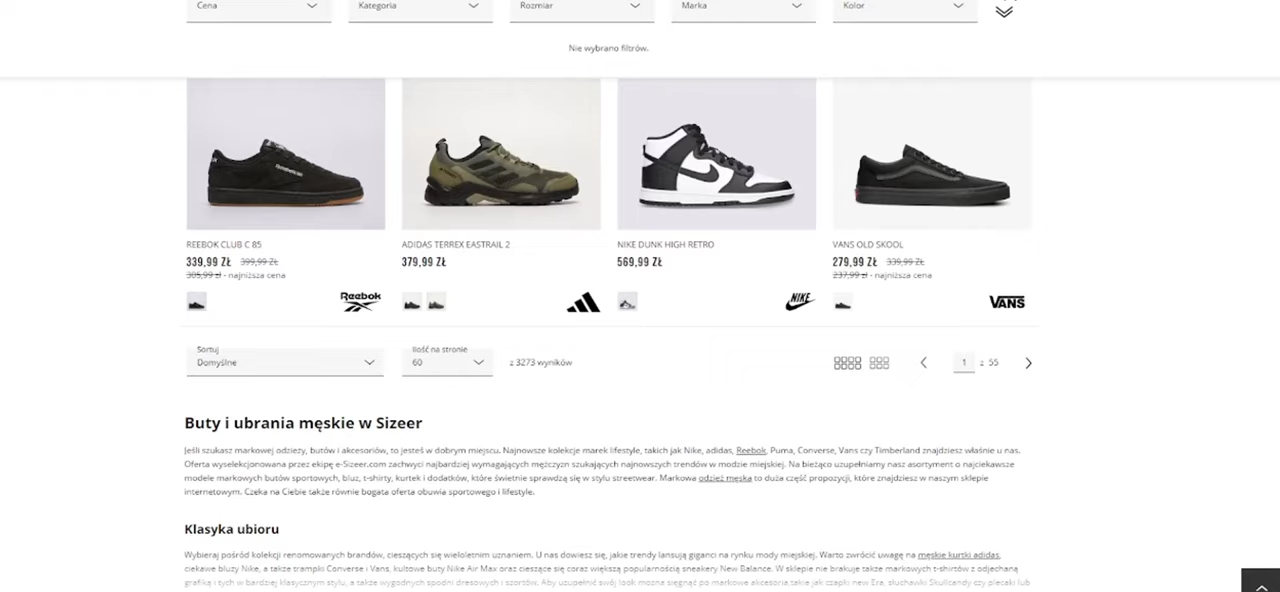 Cena Kategoria Rozmiar Marka Kolor
Nie wybrano filtrów.
REEBOK CLUB C 85
339,99 ZŁ 399,99 ZŁ
305,99 zł - najniższa cena
Reebok
ADIDAS TERREX EASTRAIL 2
379,99 ZŁ
NIKE DUNK HIGH RETRO
569,99 ZŁ
NIKE
VANS OLD SKOOL
279,99 ZŁ 339,99 ZŁ
237,99 zł - najniższa cena
VANS
Sortuj
Domyślne
Ilość na stronie
60
z 3273 wyników
1 z 55
Buty i ubrania męskie w Sizeer
Jeśli szukasz markowej odzieży, butów i akcesoriów, to jesteś w dobrym miejscu. Najnowsze kolekcje marek lifestyle, takich jak Nike, adidas, Reebok, Puma, Converse, Vans czy Timberland znajdziesz właśnie u nas.
Oferta wyselekcjonowana przez ekipę e-Sizeer.com zachwyci najbardziej wymagających mężczyzn szukających najnowszych trendów w modzie miejskiej. Na bieżąco uzupełniamy nasz asortyment o najciekawsze
modele markowych butów sportowych, bluz, t-shirty, kurtek i dodatków, które świetnie sprawdzą się w stylu streetwear. Markowa odzież męska to duża część propozycji, które znajdziesz w naszym sklepie
internetowym. Czeka na Ciebie także równie bogata oferta obuwia sportowego i lifestyle.
Klasyka ubioru
Wybieraj pośród kolekcji renomowanych brandów, cieszących się wieloletnim uznaniem. U nas dowiesz się, jakie trendy lansują giganci na rynku mody miejskiej. Warto zwrócić uwagę na męskie kurtki adidas,
ciekawe bluzy Nike, a także trampki Converse i Vans, kultowe buty Nike Air Max oraz cieszące się coraz większą popularnością sneakery New Balance. W sklepie nie brakuje także markowych t-shirtów z odjechaną
grafiką i tych w bardziej klasycznym stylu, a także wygodnych spodni dresowych i szortów. Aby uzupełnić swój look można sięgnąć po markowe akcesoria,takie jak czapki new Era, słuchawki Skullcandy czy plecaki lub